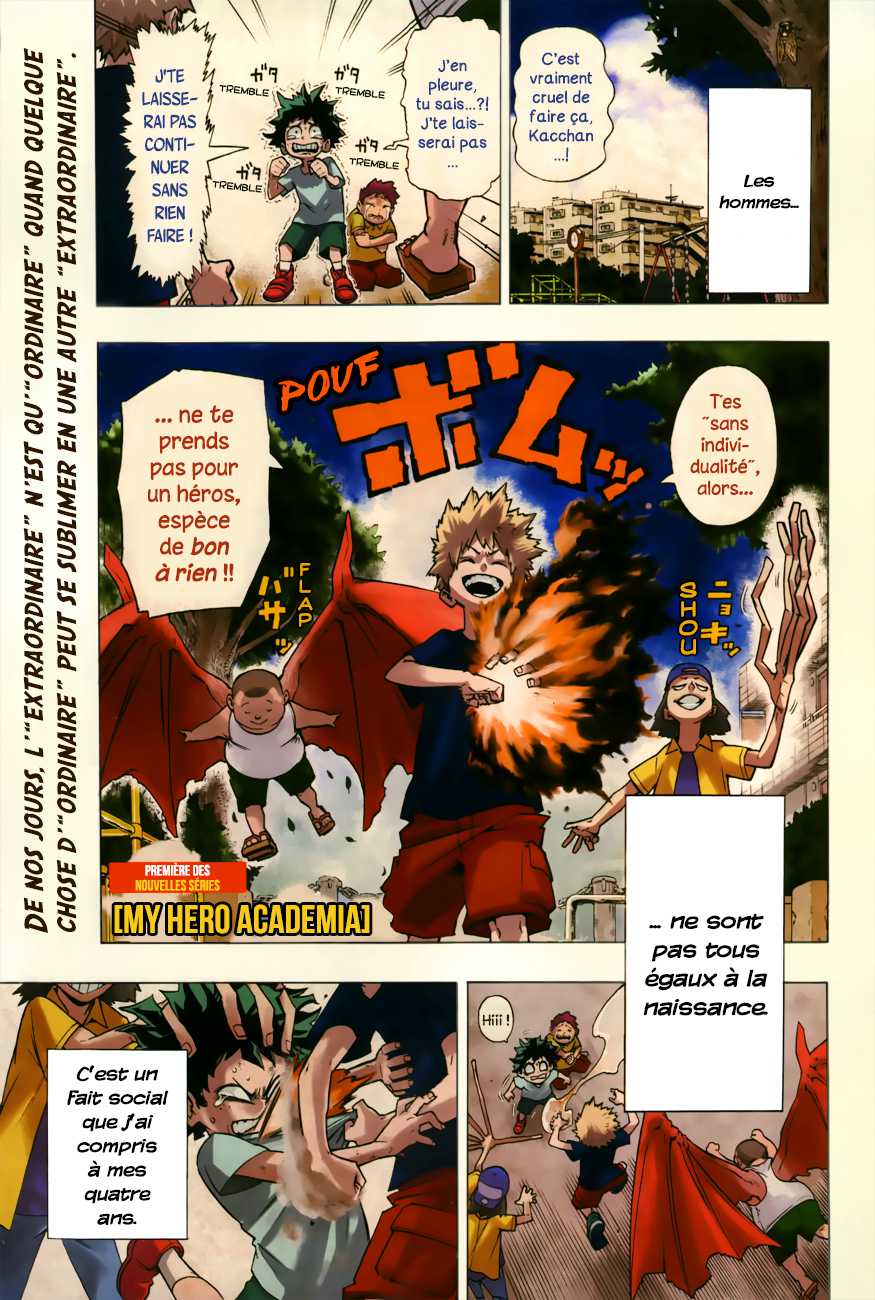 C'est
vraiment
cruel de
faire ça,
Kacchan
...!
Les
hommes...
J'en
pleure,
tu sais...?!
J'te lais-
serai pas
...
ガタ
TREMBLE
ガタ
TREMBLE
ガタ
TREMBLE
ガタ
TREMBLE
J'TE
LAISSE-
RAI PAS
CONTI-
NUER
SANS
RIEN
FAIRE !
DE NOS JOURS, L'"EXTRAORDINAIRE" N'EST QU'"ORDINAIRE" QUAND QUELQUE
CHOSE D'"ORDINAIRE" PEUT SE SUBLIMER EN UNE AUTRE "EXTRAORDINAIRE".
T'es
"sans
indivi-
dualité",
alors...
POUF
ボムッ
... ne te
prends
pas pour
un héros,
espèce
de bon
à rien !!
ニョキッ
SHOU
バサッ
FLAP
PREMIÈRE DES
NOUVELLES SÉRIES
[MY HERO ACADEMIA]
... ne sont
pas tous
égaux à la
naissance.
Hiii !
C'est un
Fait social
que j'ai
compris
à mes
quatre
ans.